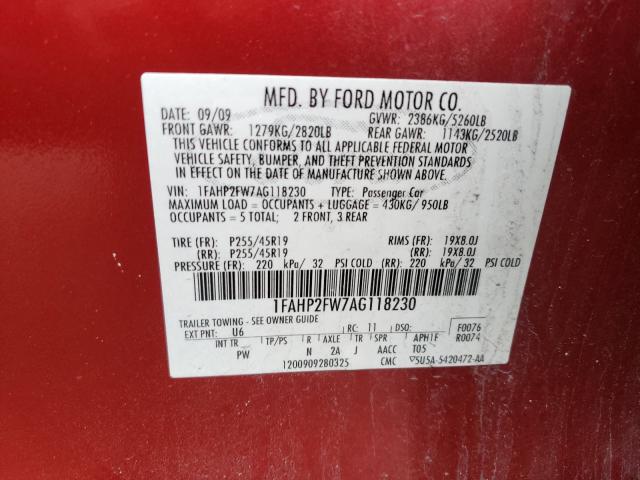 MFD. BY FORD MOTOR CO.
DATE: 09/09 GVWR: 2386KG/5260LB
FRONT GAWR: 1279KG/2820LB REAR GAWR: 1143KG/2520LB
THIS VEHICLE CONFORMS TO ALL APPLICABLE FEDERAL MOTOR
VEHICLE SAFETY, BUMPER, AND THEFT PREVENTION STANDARDS
IN EFFECT ON THE DATE OF MANUFACTURE SHOWN ABOVE.
VIN: 1FAHP2FW7AG118230 TYPE: Passenger Car
MAXIMUM LOAD = OCCUPANTS + LUGGAGE = 430KG/ 950LB
OCCUPANTS = 5 TOTAL; 2 FRONT, 3 REAR
TIRE (FR): P255/45R19 RIMS (FR): 19X8.0J
(RR): P255/45R19 (RR): 19X8.0J
PRESSURE (FR): 220 kPa/ 32 PSI COLD (RR): 220 kPa/ 32 PSI COLD
1FAHP2FW7AG118230
TRAILER TOWING - SEE OWNER GUIDE
EXT PNT: U6 RC: 11 DSO: F0076
INT TR TP/PS R AXLE TR SPR APH1F R0074
PW N 2A J AACC T05
1200909280325 CMC 5U5A-5420472-AA